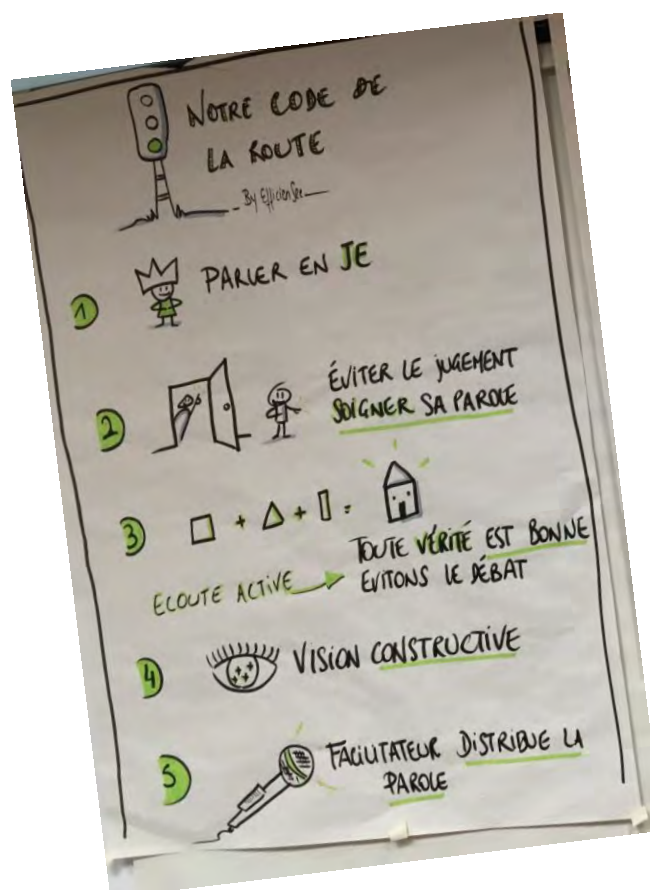 NOTRE CODE DE
LA ROUTE
By EfficienSee
1 PARLER EN JE
ÉVITER LE JUGEMENT
2 SOIGNER SA PAROLE
3 + + =
TOUTE VÉRITÉ EST BONNE
ECOUTE ACTIVE → EVITONS LE DÉBAT
4 VISION CONSTRUCTIVE
5 FACILITATEUR DISTRIBUE LA
PAROLE